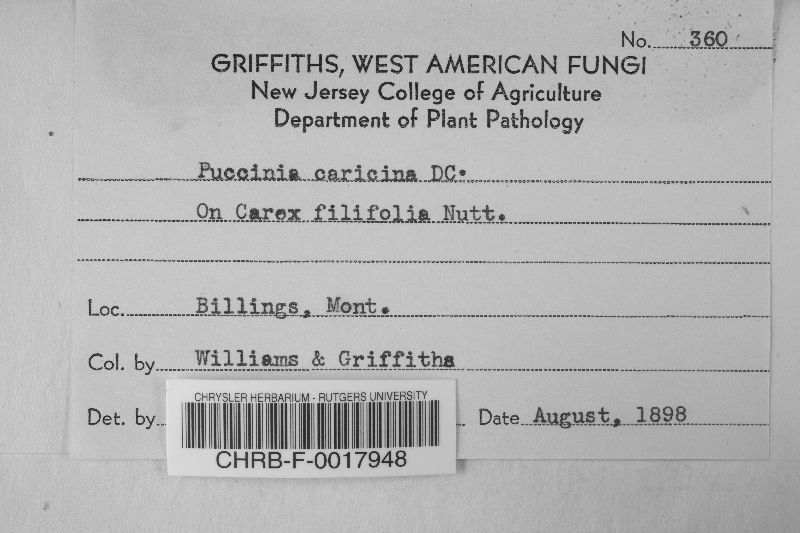 No. 360
GRIFFITHS, WEST AMERICAN FUNGI
New Jersey College of Agriculture
Department of Plant Pathology
Puccinia caricina DC.
On Carex filifolia Nutt.
Loc. Billings, Mont.
Col. by Williams & Griffiths
Det. by Date August, 1898
CHRYSLER HERBARIUM - RUTGERS UNIVERSITY
CHRB-F-0017948